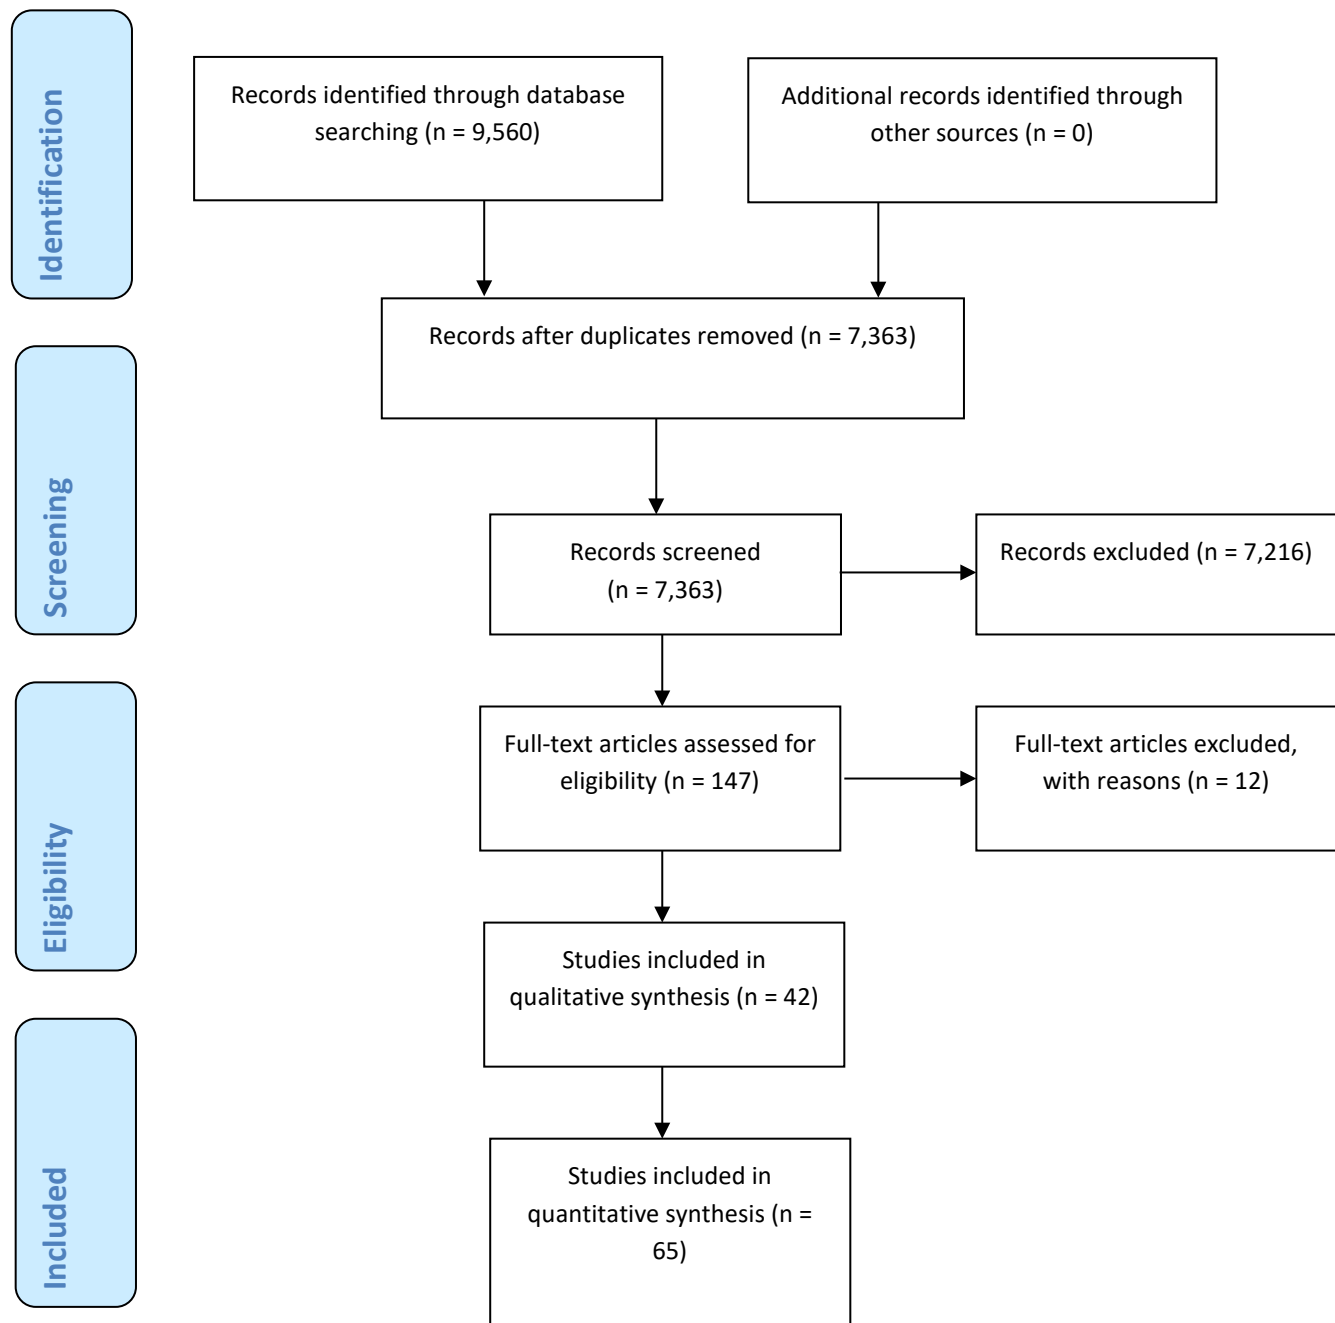 Identification
Records identified through database
searching (n = 9,560)
Additional records identified through
other sources (n = 0)
Records after duplicates removed (n = 7,363)
Screening
Records screened
(n = 7,363)
Records excluded (n = 7,216)
Eligibility
Full-text articles assessed for
eligibility (n = 147)
Full-text articles excluded,
with reasons (n = 12)
Studies included in
qualitative synthesis (n = 42)
Included
Studies included in
quantitative synthesis (n =
65)